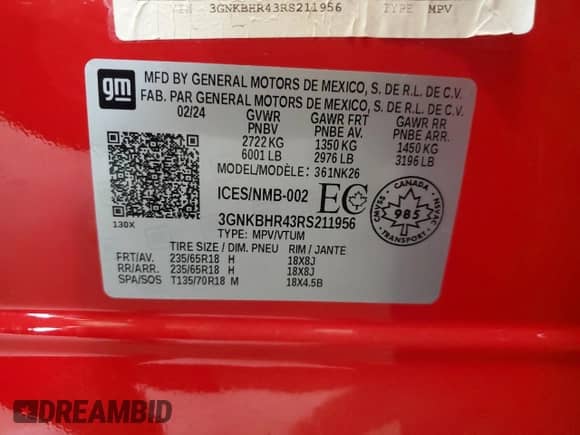 3GNKBHR43RS211956 TYPE MPV
gm
MFD BY GENERAL MOTORS DE MEXICO, S. DE R.L. DE C.V.
FAB. PAR GENERAL MOTORS DE MEXICO, S. DE R.L. DE C.V.
02/24 GVWR GAWR FRT GAWR RR
PNBV PNBE AV. PNBE ARR.
2722 KG 1350 KG 1450 KG
6001 LB 2976 LB 3196 LB
MODEL/MODÈLE: 361NK26
ICES/NMB-002 EC
3GNKBHR43RS211956
TYPE: MPV/VTUM
130X
CANADA
CMVSS NSVAC
985
TRANSPORT
TIRE SIZE / DIM. PNEU RIM / JANTE
FRT/AV. 235/65R18 H 18X8J
RR/ARR. 235/65R18 H 18X8J
SPA/SOS T135/70R18 M 18X4.5B
DREAMBID